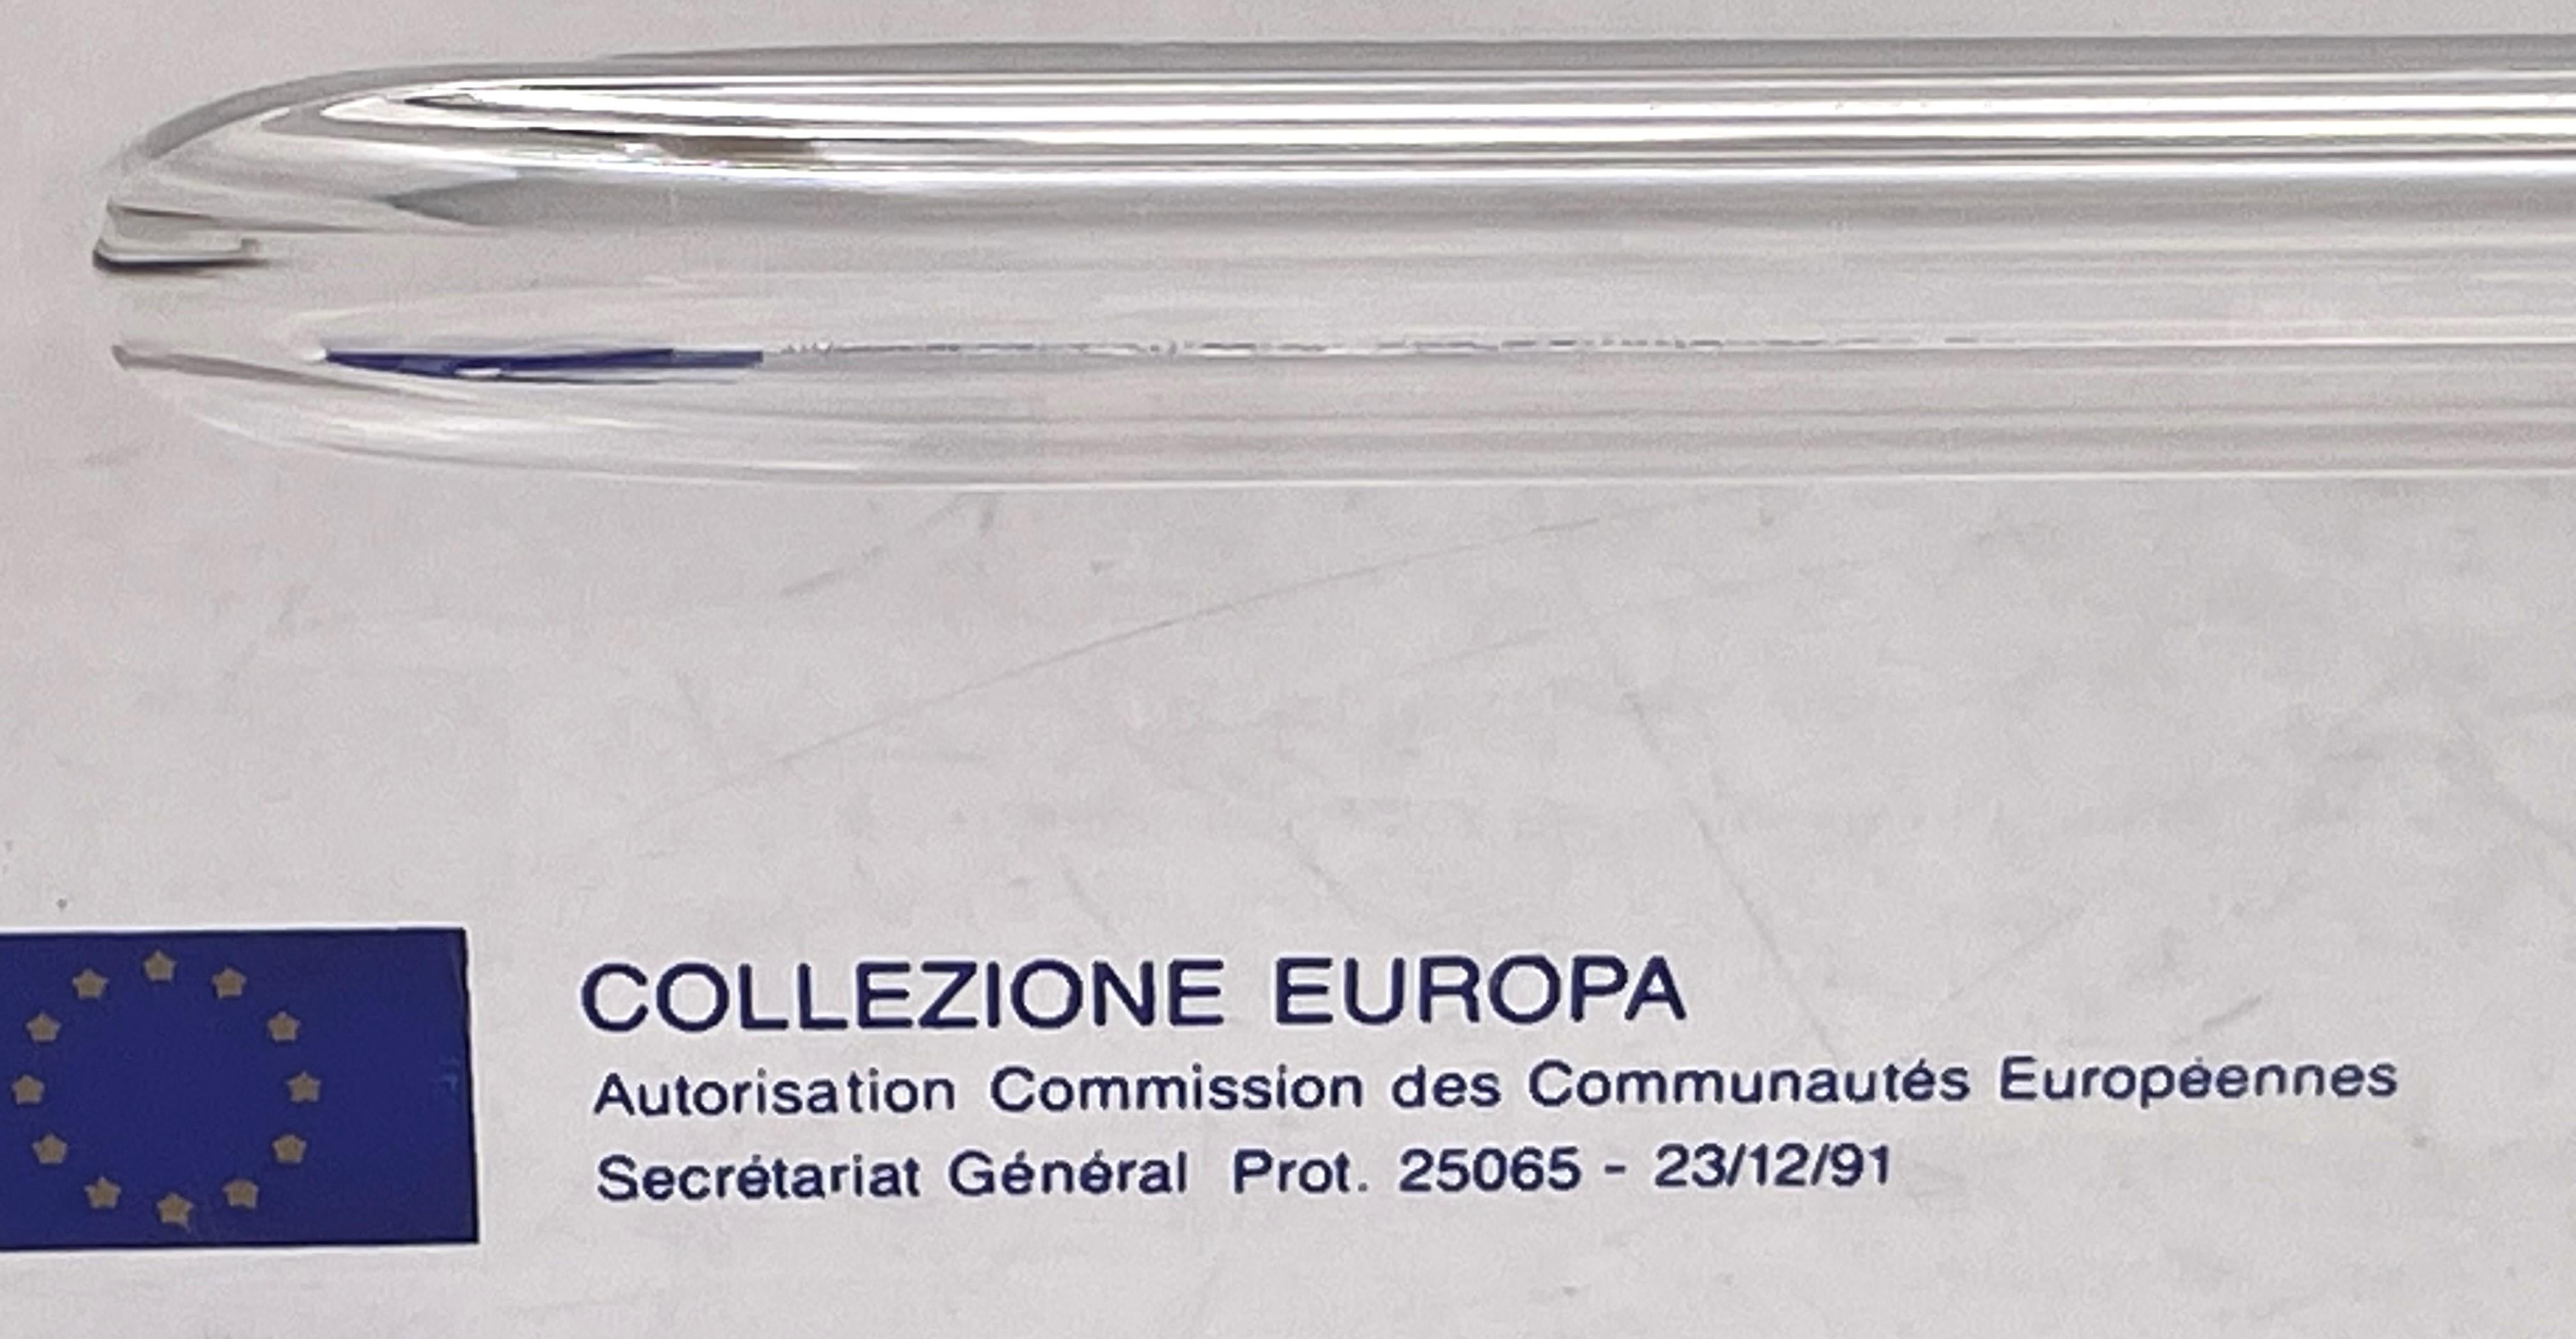 COLLEZIONE EUROPA
Autorisation Commission des Communautés Européennes
Secrétariat Général Prot. 25065 - 23/12/91